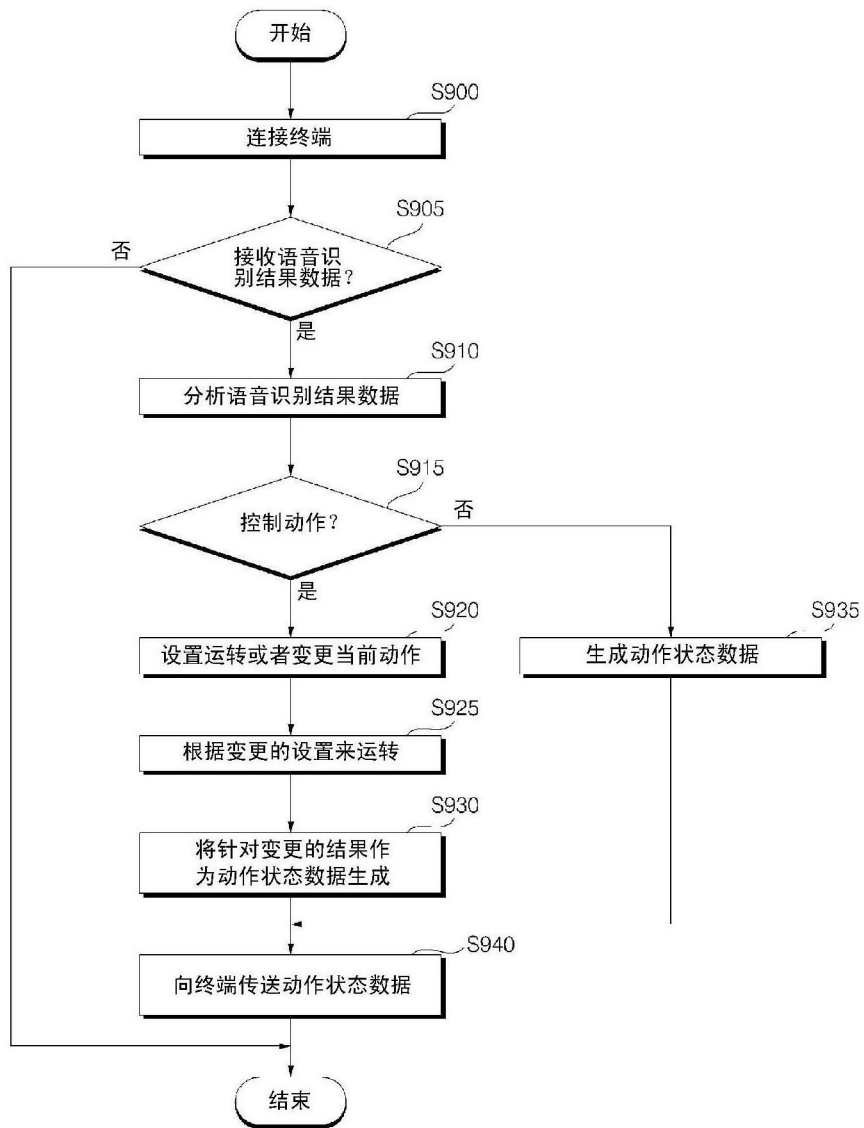 开始
S900
连接终端
S905
否
接收语音识
别结果数据?
是
S910
分析语音识别结果数据
S915
控制动作?
否
是
S920
设置运转或者变更当前动作
S935
生成动作状态数据
S925
根据变更的设置来运转
S930
将针对变更的结果作
为动作状态数据生成
S940
向终端传送动作状态数据
结束